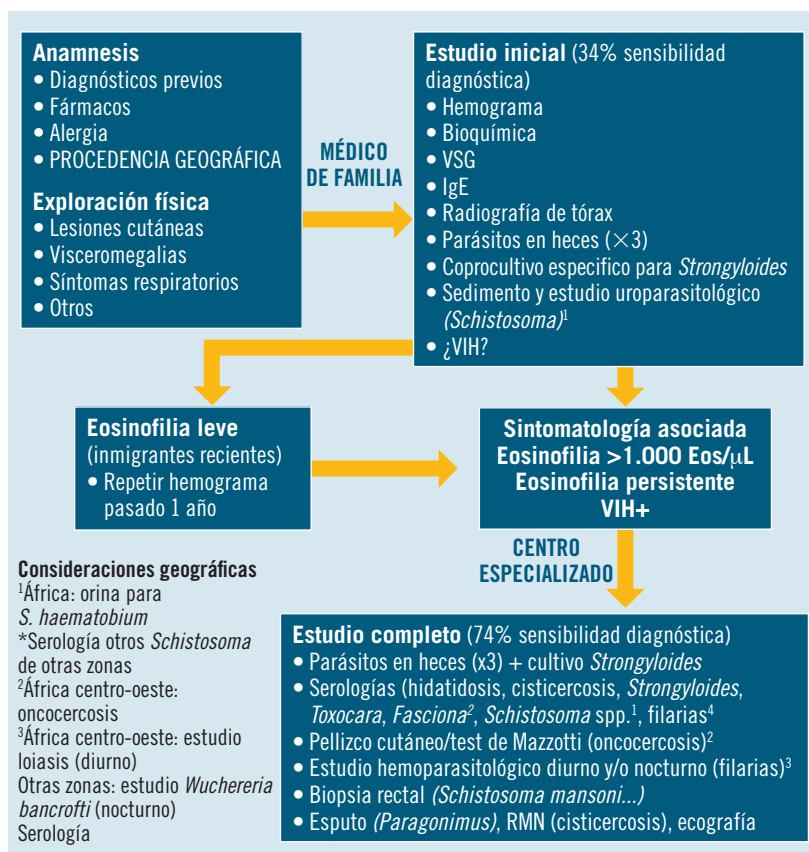 Anamnesis
• Diagnósticos previos
• Fármacos
• Alergia
• PROCEDENCIA GEOGRÁFICA
Exploración física
• Lesiones cutáneas
• Visceromegalias
• Síntomas respiratorios
• Otros
MÉDICO
DE FAMILIA
Estudio inicial (34% sensibilidad
diagnóstica)
• Hemograma
• Bioquímica
• VSG
• IgE
• Radiografía de tórax
• Parásitos en heces (×3)
• Coprocultivo especifico para Strongyloides
• Sedimento y estudio uroparasitológico
(Schistosoma)¹
• ¿VIH?
Eosinofilia leve
(inmigrantes recientes)
• Repetir hemograma
pasado 1 año
Sintomatología asociada
Eosinofilia >1.000 Eos/μL
Eosinofilia persistente
VIH+
CENTRO
ESPECIALIZADO
Consideraciones geográficas
¹África: orina para
S. haematobium
*Serología otros Schistosoma
de otras zonas
²África centro-oeste:
oncocercosis
³África centro-oeste: estudio
loiasis (diurno)
Otras zonas: estudio Wuchereria
bancrofti (nocturno)
Serología
Estudio completo (74% sensibilidad diagnóstica)
• Parásitos en heces (x3) + cultivo Strongyloides
• Serologías (hidatidosis, cisticercosis, Strongyloides,
Toxocara, Fasciona², Schistosoma spp.¹, filarias⁴
• Pellizco cutáneo/test de Mazzotti (oncocercosis)²
• Estudio hemoparasitológico diurno y/o nocturno (filarias)³
• Biopsia rectal (Schistosoma mansoni...)
• Esputo (Paragonimus), RMN (cisticercosis), ecografía